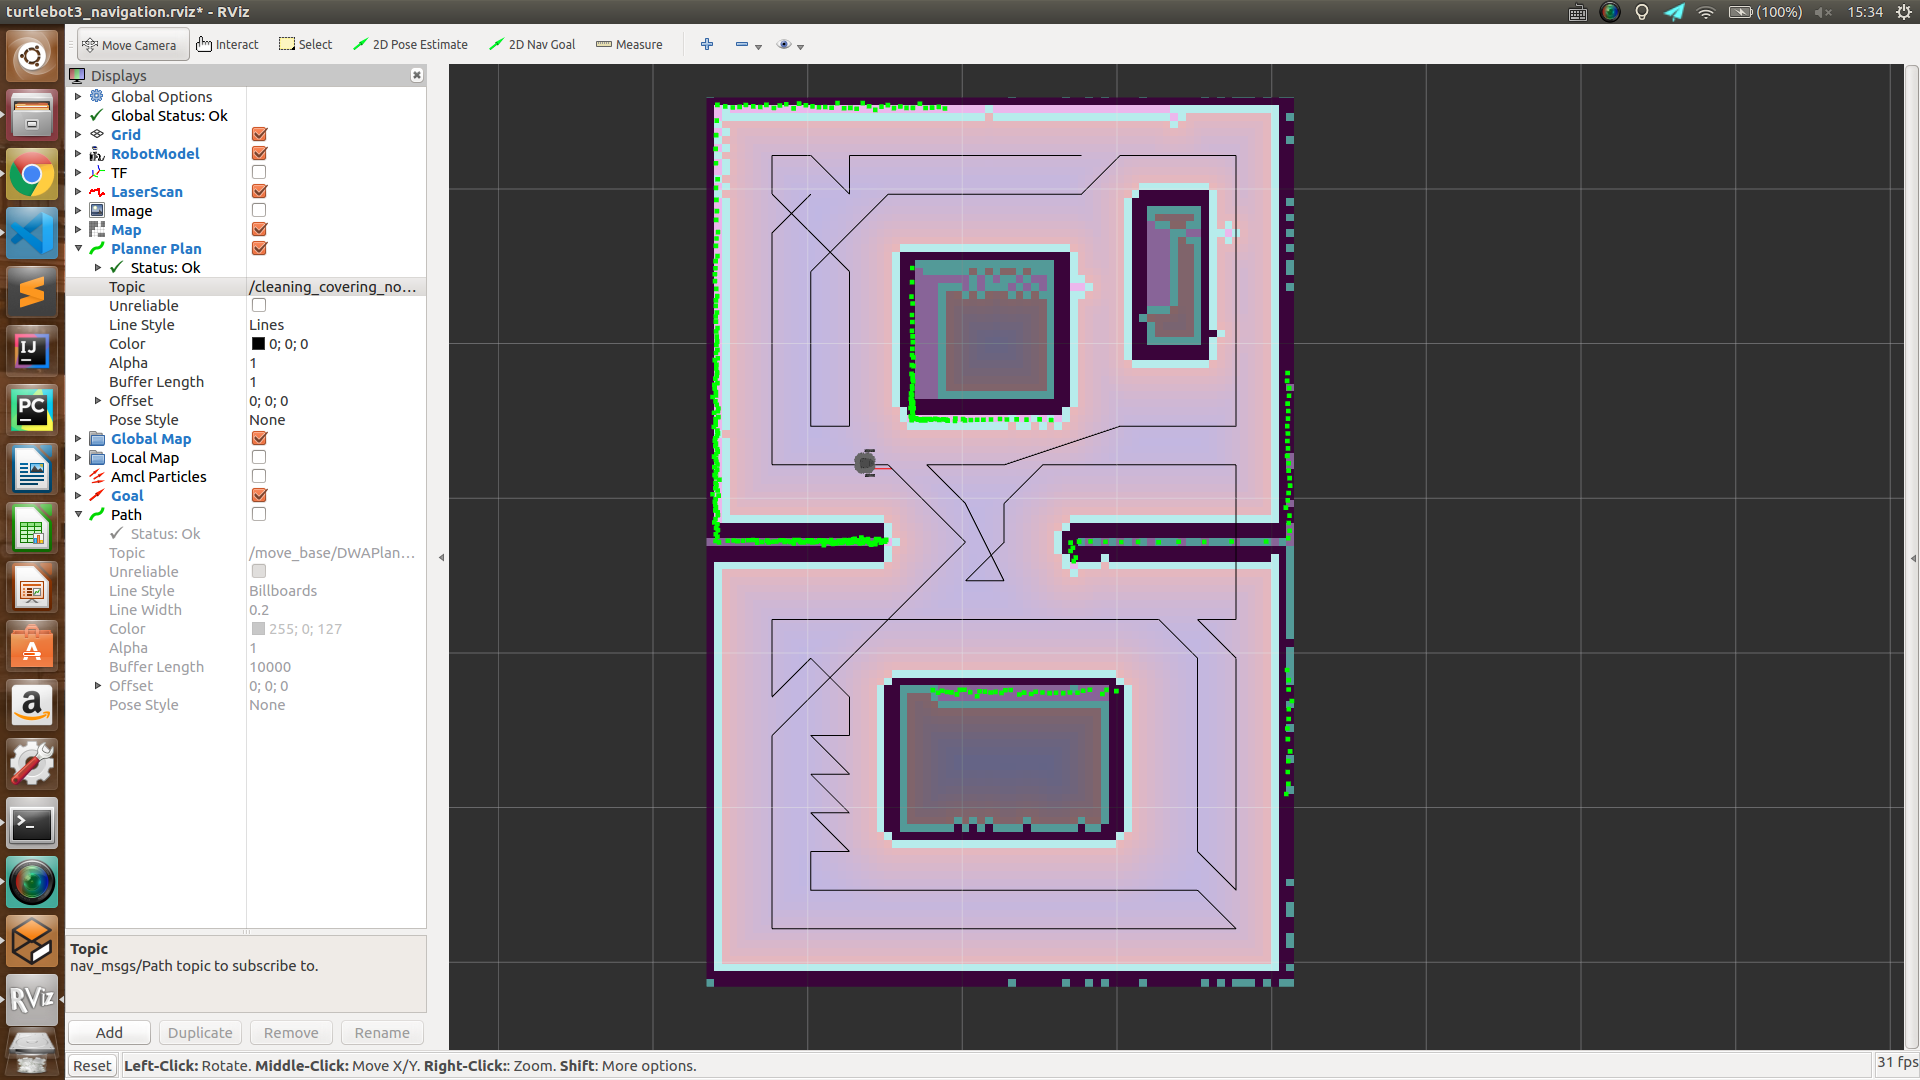 turtlebot3_navigation.rviz* - RViz
(100%)
15:34
Move Camera
Interact
Select
2D Pose Estimate
2D Nav Goal
Measure
Displays
Global Options
Global Status: Ok
Grid
RobotModel
TF
LaserScan
Image
Map
Planner Plan
Status: Ok
Topic /cleaning_covering_no...
Unreliable
Line Style Lines
Color 0; 0; 0
Alpha 1
Buffer Length 1
Offset 0; 0; 0
Pose Style None
Global Map
Local Map
Amcl Particles
Goal
Path
Status: Ok
Topic /move_base/DWAPlan...
Unreliable
Line Style Billboards
Line Width 0.2
Color 255; 0; 127
Alpha 1
Buffer Length 10000
Offset 0; 0; 0
Pose Style None
Topic
nav_msgs/Path topic to subscribe to.
Add
Duplicate
Remove
Rename
Reset
Left-Click: Rotate. Middle-Click: Move X/Y. Right-Click:: Zoom. Shift: More options.
31 fps
IJ
PC
A
a
>_
RViz